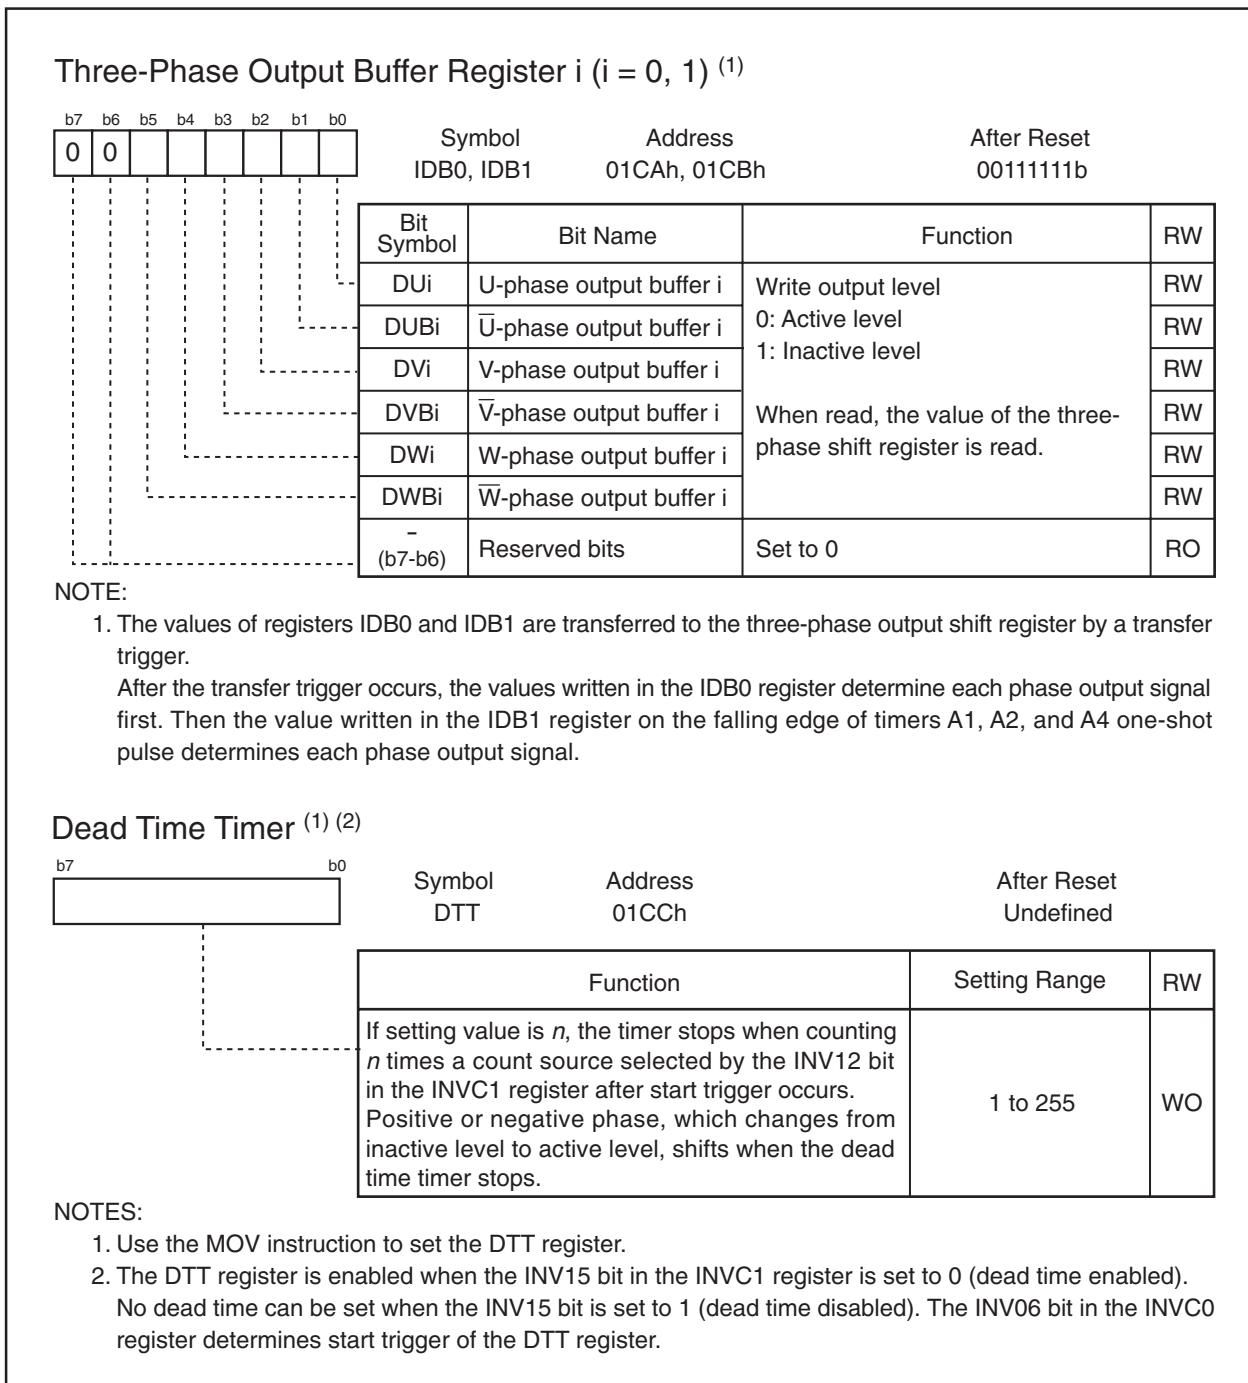 Three-Phase Output Buffer Register i (i = 0, 1) (1)
b7 b6 b5 b4 b3 b2 b1 b0
0 0
Symbol Address After Reset
IDB0, IDB1 01CAh, 01CBh 00111111b
Bit Symbol Bit Name Function RW
DUi U-phase output buffer i Write output level RW
0: Active level
DUBi U̅-phase output buffer i RW
1: Inactive level
DVi V-phase output buffer i RW
DVBi V̅-phase output buffer i When read, the value of the three- RW
DWi W-phase output buffer i phase shift register is read. RW
DWBi W̅-phase output buffer i RW
-
(b7-b6) Reserved bits Set to 0 RO
NOTE:
1. The values of registers IDB0 and IDB1 are transferred to the three-phase output shift register by a transfer
trigger.
After the transfer trigger occurs, the values written in the IDB0 register determine each phase output signal
first. Then the value written in the IDB1 register on the falling edge of timers A1, A2, and A4 one-shot
pulse determines each phase output signal.
Dead Time Timer (1) (2)
b7 b0
Symbol Address After Reset
DTT 01CCh Undefined
Function Setting Range RW
If setting value is n, the timer stops when counting
n times a count source selected by the INV12 bit
in the INVC1 register after start trigger occurs.
Positive or negative phase, which changes from
inactive level to active level, shifts when the dead
time timer stops.
1 to 255 WO
NOTES:
1. Use the MOV instruction to set the DTT register.
2. The DTT register is enabled when the INV15 bit in the INVC1 register is set to 0 (dead time enabled).
No dead time can be set when the INV15 bit is set to 1 (dead time disabled). The INV06 bit in the INVC0
register determines start trigger of the DTT register.